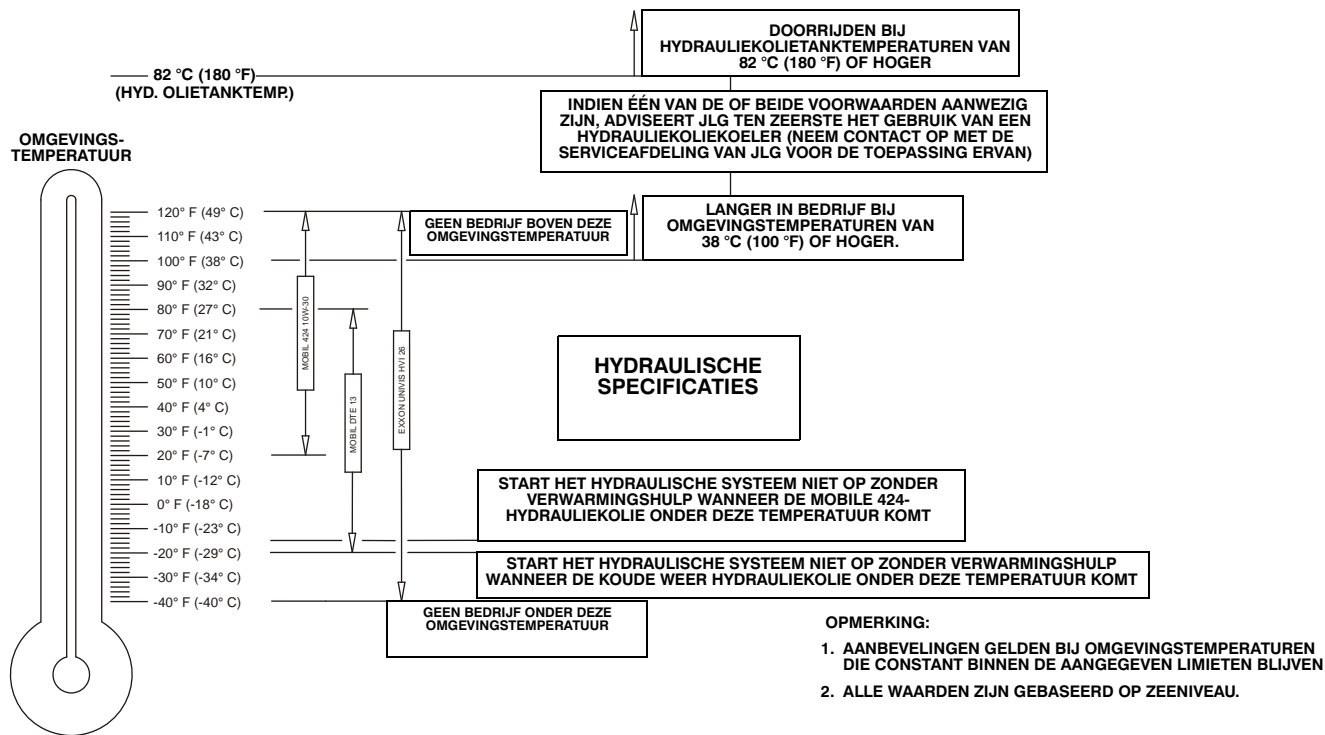 DOORRIJDEN BIJ
HYDRAULIEKOLIETANKTEMPERATUREN VAN
82 °C (180 °F) OF HOGER
82 °C (180 °F)
(HYD. OLIETANKTEMP.)
INDIEN ÉÉN VAN DE OF BEIDE VOORWAARDEN AANWEZIG
ZIJN, ADVISEERT JLG TEN ZEERSTE HET GEBRUIK VAN EEN
HYDRAULIEKOLIEKOELER (NEEM CONTACT OP MET DE
SERVICEAFDELING VAN JLG VOOR DE TOEPASSING ERVAN)
OMGEVINGS-
TEMPERATUUR
120° F (49° C)
110° F (43° C)
100° F (38° C)
90° F (32° C)
80° F (27° C)
70° F (21° C)
60° F (16° C)
50° F (10° C)
40° F (4° C)
30° F (-1° C)
20° F (-7° C)
10° F (-12° C)
0° F (-18° C)
-10° F (-23° C)
-20° F (-29° C)
-30° F (-34° C)
-40° F (-40° C)
MOBIL 424 10W-30
MOBIL DTE 13
EXXON UNIVIS HVI 26
GEEN BEDRIJF BOVEN DEZE
OMGEVINGSTEMPERATUUR
LANGER IN BEDRIJF BIJ
OMGEVINGSTEMPERATUREN VAN
38 °C (100 °F) OF HOGER.
HYDRAULISCHE
SPECIFICATIES
START HET HYDRAULISCHE SYSTEEM NIET OP ZONDER
VERWARMINGSHULP WANNEER DE MOBILE 424-
HYDRAULIEKOLIE ONDER DEZE TEMPERATUUR KOMT
START HET HYDRAULISCHE SYSTEEM NIET OP ZONDER VERWARMINGSHULP
WANNEER DE KOUDE WEER HYDRAULIEKOLIE ONDER DEZE TEMPERATUUR KOMT
GEEN BEDRIJF ONDER DEZE
OMGEVINGSTEMPERATUUR
OPMERKING:
1. AANBEVELINGEN GELDEN BIJ OMGEVINGSTEMPERATUREN
DIE CONSTANT BINNEN DE AANGEGEVEN LIMIETEN BLIJVEN
2. ALLE WAARDEN ZIJN GEBASEERD OP ZEENIVEAU.